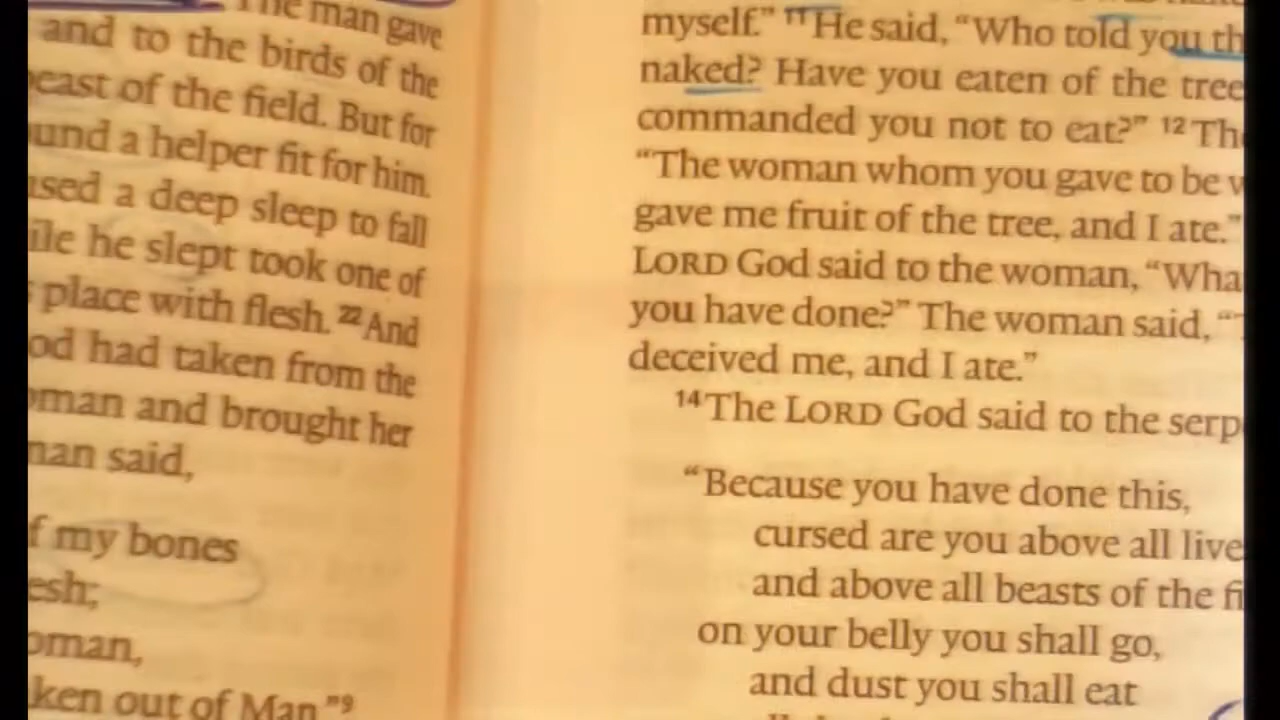 The man gave
and to the birds of the
east of the field. But for
und a helper fit for him.
sed a deep sleep to fall
ile he slept took one of
place with flesh. 22 And
od had taken from the
oman and brought her
man said,
f my bones
esh;
oman,
ken out of Man."9
myself." 11 He said, "Who told you th
naked? Have you eaten of the tree
commanded you not to eat?" 12 Th
"The woman whom you gave to be w
gave me fruit of the tree, and I ate."
LORD God said to the woman, "Wha
you have done?" The woman said, "
deceived me, and I ate."
14 The LORD God said to the serp
"Because you have done this,
cursed are you above all live
and above all beasts of the fi
on your belly you shall go,
and dust you shall eat